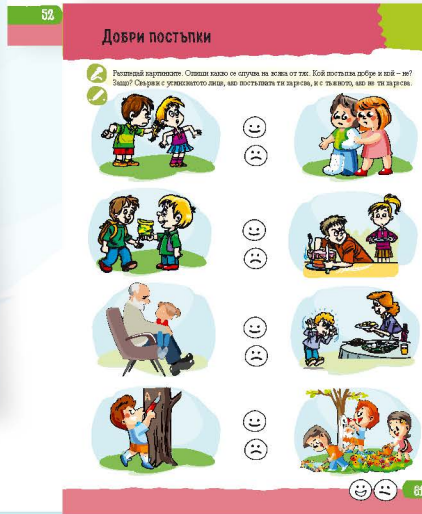 52
Добри постъпки
Разгледай картинките. Опиши какво се случва на всяка от тях. Кой постъпва добре и кой – не?
Защо? Свържи с усмихнатото лице, ако постъпката ти харесва, и с тъжното, ако не ти харесва.
А